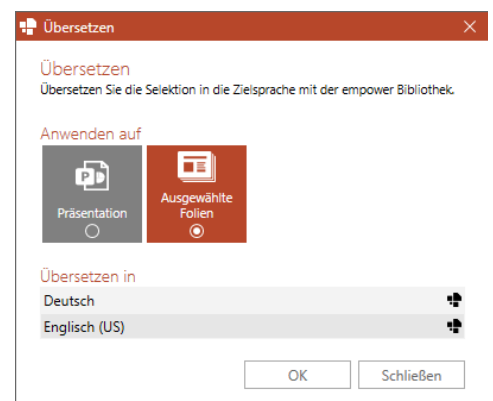 Übersetzen
Übersetzen
Übersetzen Sie die Selektion in die Zielsprache mit der empower Bibliothek.
Anwenden auf
P
Präsentation
Ausgewählte
Folien
Übersetzen in
Deutsch
Englisch (US)
OK Schließen